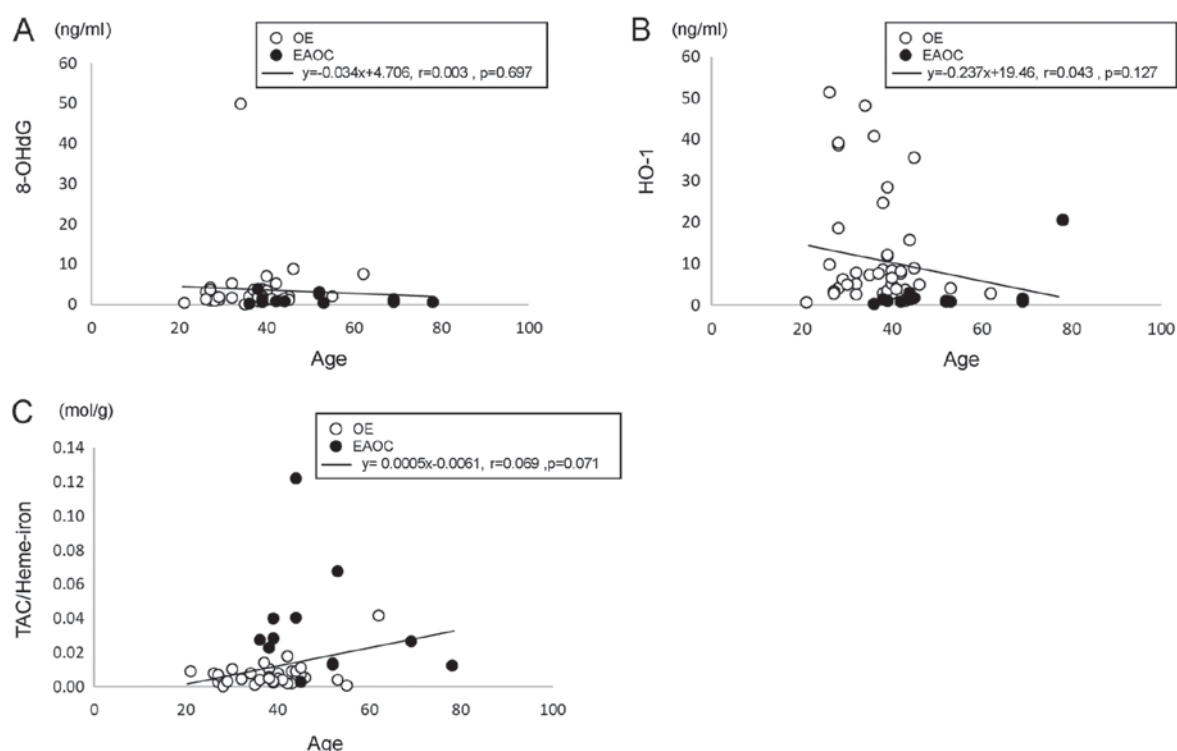 A (ng/ml)
OE
EAOC
y=-0.034x+4.706, r=0.003 , p=0.697
60
50
40
30
20
10
0
8-OHdG
0 20 40 60 80 100
Age
B (ng/ml)
OE
EAOC
y=-0.237x+19.46, r=0.043 , p=0.127
60
50
40
30
20
10
0
HO-1
0 20 40 60 80 100
Age
C (mol/g)
OE
EAOC
y= 0.0005x-0.0061, r=0.069 ,p=0.071
0.14
0.12
0.10
0.08
0.06
0.04
0.02
0.00
TAC/Heme-iron
0 20 40 60 80 100
Age